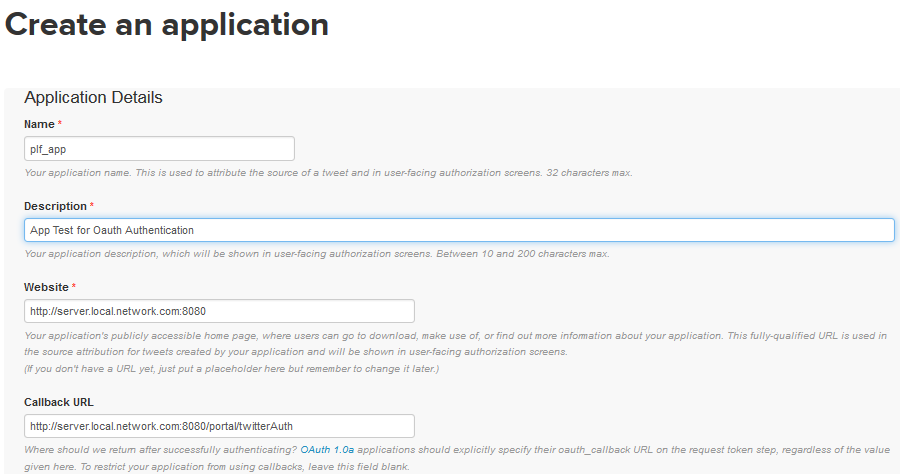 Create an application
Application Details
Name *
plf_app
Your application name. This is used to attribute the source of a tweet and in user-facing authorization screens. 32 characters max.
Description *
App Test for Oauth Authentication
Your application description, which will be shown in user-facing authorization screens. Between 10 and 200 characters max.
Website *
http://server.local.network.com:8080
Your application's publicly accessible home page, where users can go to download, make use of, or find out more information about your application. This fully-qualified URL is used in
the source attribution for tweets created by your application and will be shown in user-facing authorization screens.
(If you don't have a URL yet, just put a placeholder here but remember to change it later.)
Callback URL
http://server.local.network.com:8080/portal/twitterAuth
Where should we return after successfully authenticating? OAuth 1.0a applications should explicitly specify their oauth_callback URL on the request token step, regardless of the value
given here. To restrict your application from using callbacks, leave this field blank.